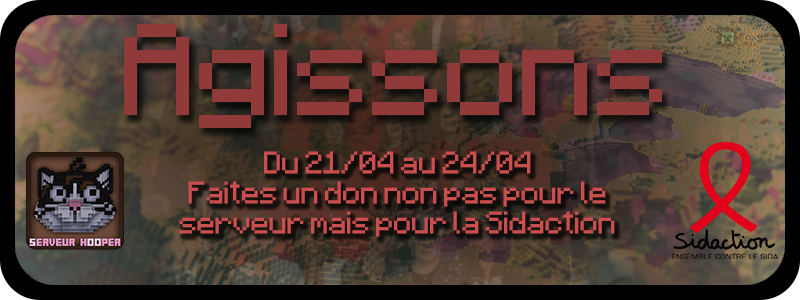 Agissons
Du 21/04 au 24/04
Faites un don non pas pour le
serveur mais pour la Sidaction
SERVEUR HOOPER
Sidaction
ENSEMBLE CONTRE LE SIDA